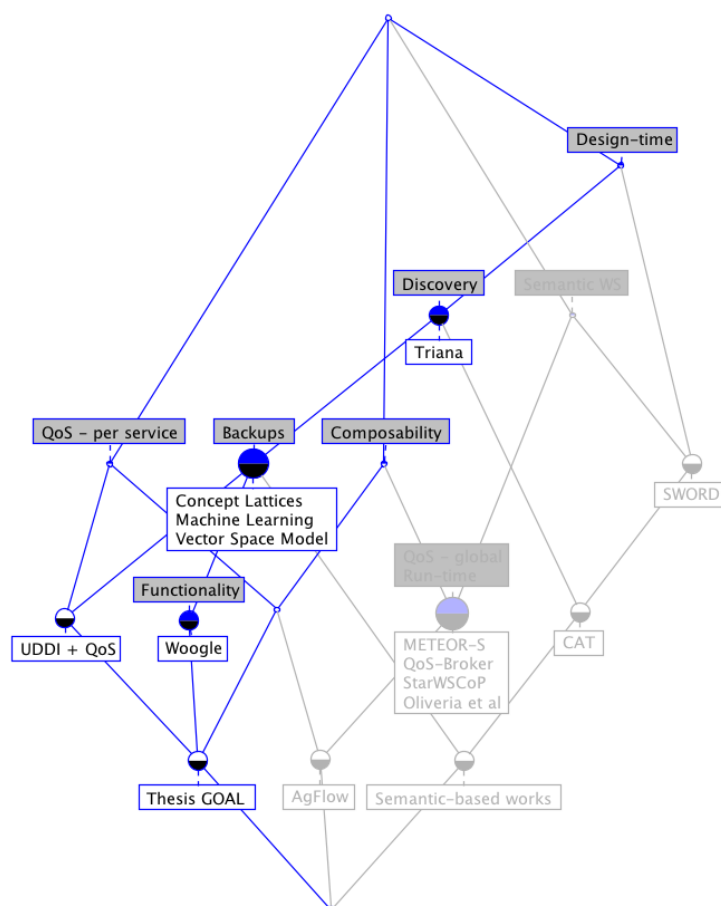 Design-time
Discovery
Semantic WS
Triana
QoS - per service
Backups
Composability
SWORD
Concept Lattices
Machine Learning
Vector Space Model
QoS - global
Run-time
Functionality
UDDI + QoS
Woogle
CAT
METEOR-S
QoS-Broker
StarWSCoP
Oliveria et al
Thesis GOAL
AgFlow
Semantic-based works